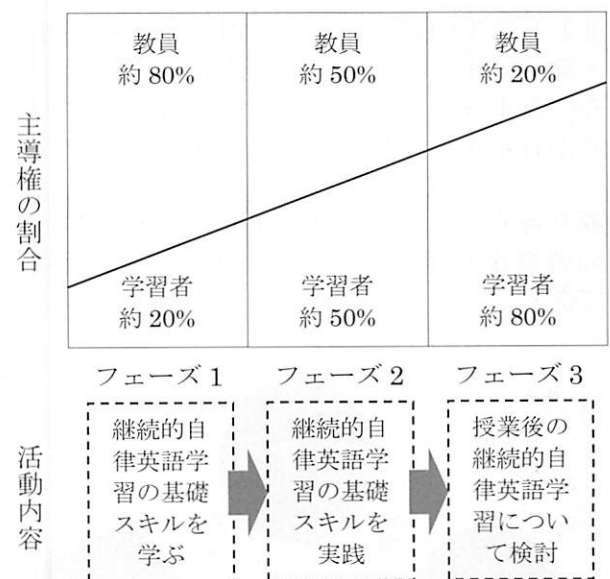 主導権の割合
教員
約 80%
教員
約 50%
教員
約 20%
学習者
約 20%
学習者
約 50%
学習者
約 80%
フェーズ 1
フェーズ 2
フェーズ 3
活動内容
継続的自
律英語学
習の基礎
スキルを
学ぶ
継続的自
律英語学
習の基礎
スキルを
実践
授業後の
継続的自
律英語学
習につい
て検討